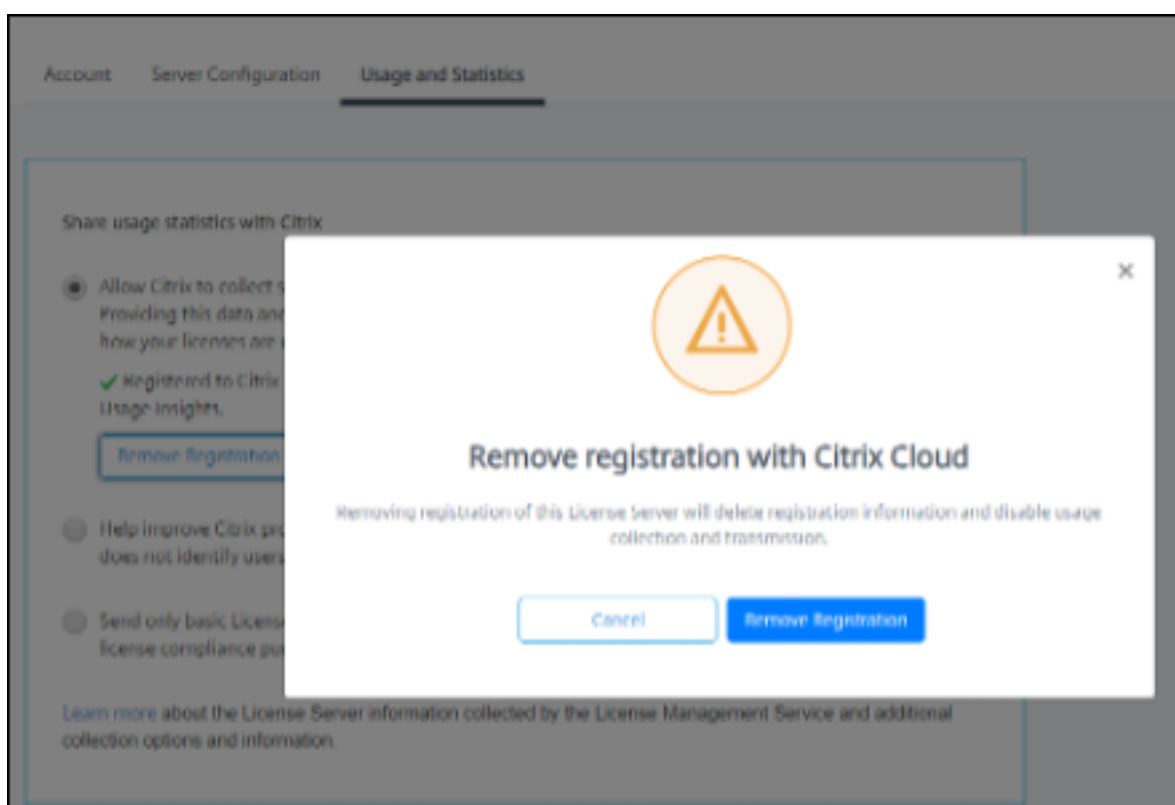 Account Server Configuration Usage and Statistics
Share usage statistics with Citrix
Allow Citrix to collect s
Providing this data and
how your licenses are
Registered to Citrix
Usage Insights.
Remove Registration
Help improve Citrix pro
does not identify users
Send only basic Licens
license compliance pu
Learn more about the License Server information collected by the License Management Service and additional
collection options and information.
×
Remove registration with Citrix Cloud
Removing registration of this License Server will delete registration information and disable usage
collection and transmission.
Cancel Remove Registration